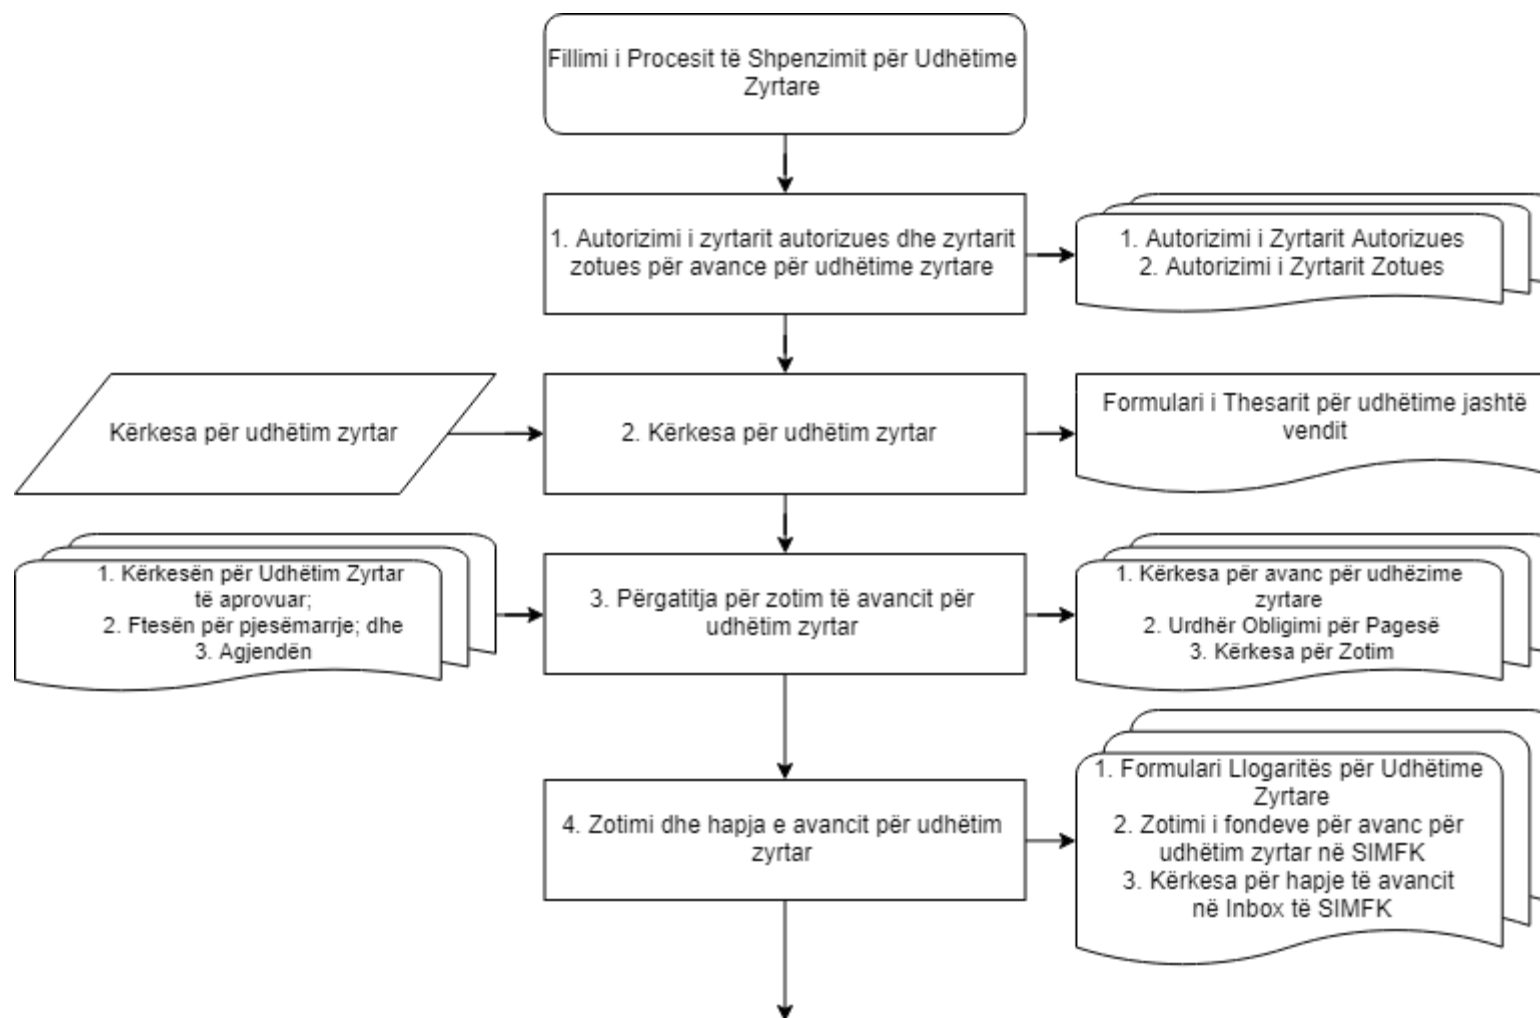 Fillimi i Procesit të Shpenzimit për Udhëtime
Zyrtare
1. Autorizimi i zyrtarit autorizues dhe zyrtarit
zotues për avance për udhëtime zyrtare
1. Autorizimi i Zyrtarit Autorizues
2. Autorizimi i Zyrtarit Zotues
Kërkesa për udhëtim zyrtar
2. Kërkesa për udhëtim zyrtar
Formulari i Thesarit për udhëtime jashtë
vendit
1. Kërkesën për Udhëtim Zyrtar
të aprovuar;
2. Ftesën për pjesëmarrje; dhe
3. Agjendën
3. Përgatitja për zotim të avancit për
udhëtim zyrtar
1. Kërkesa për avanc për udhëzime
zyrtare
2. Urdhër Obligimi për Pagesë
3. Kërkesa për Zotim
4. Zotimi dhe hapja e avancit për udhëtim
zyrtar
1. Formulari Llogaritës për Udhëtime
Zyrtare
2. Zotimi i fondeve për avanc për
udhëtim zyrtar në SIMFK
3. Kërkesa për hapje të avancit
në Inbox të SIMFK